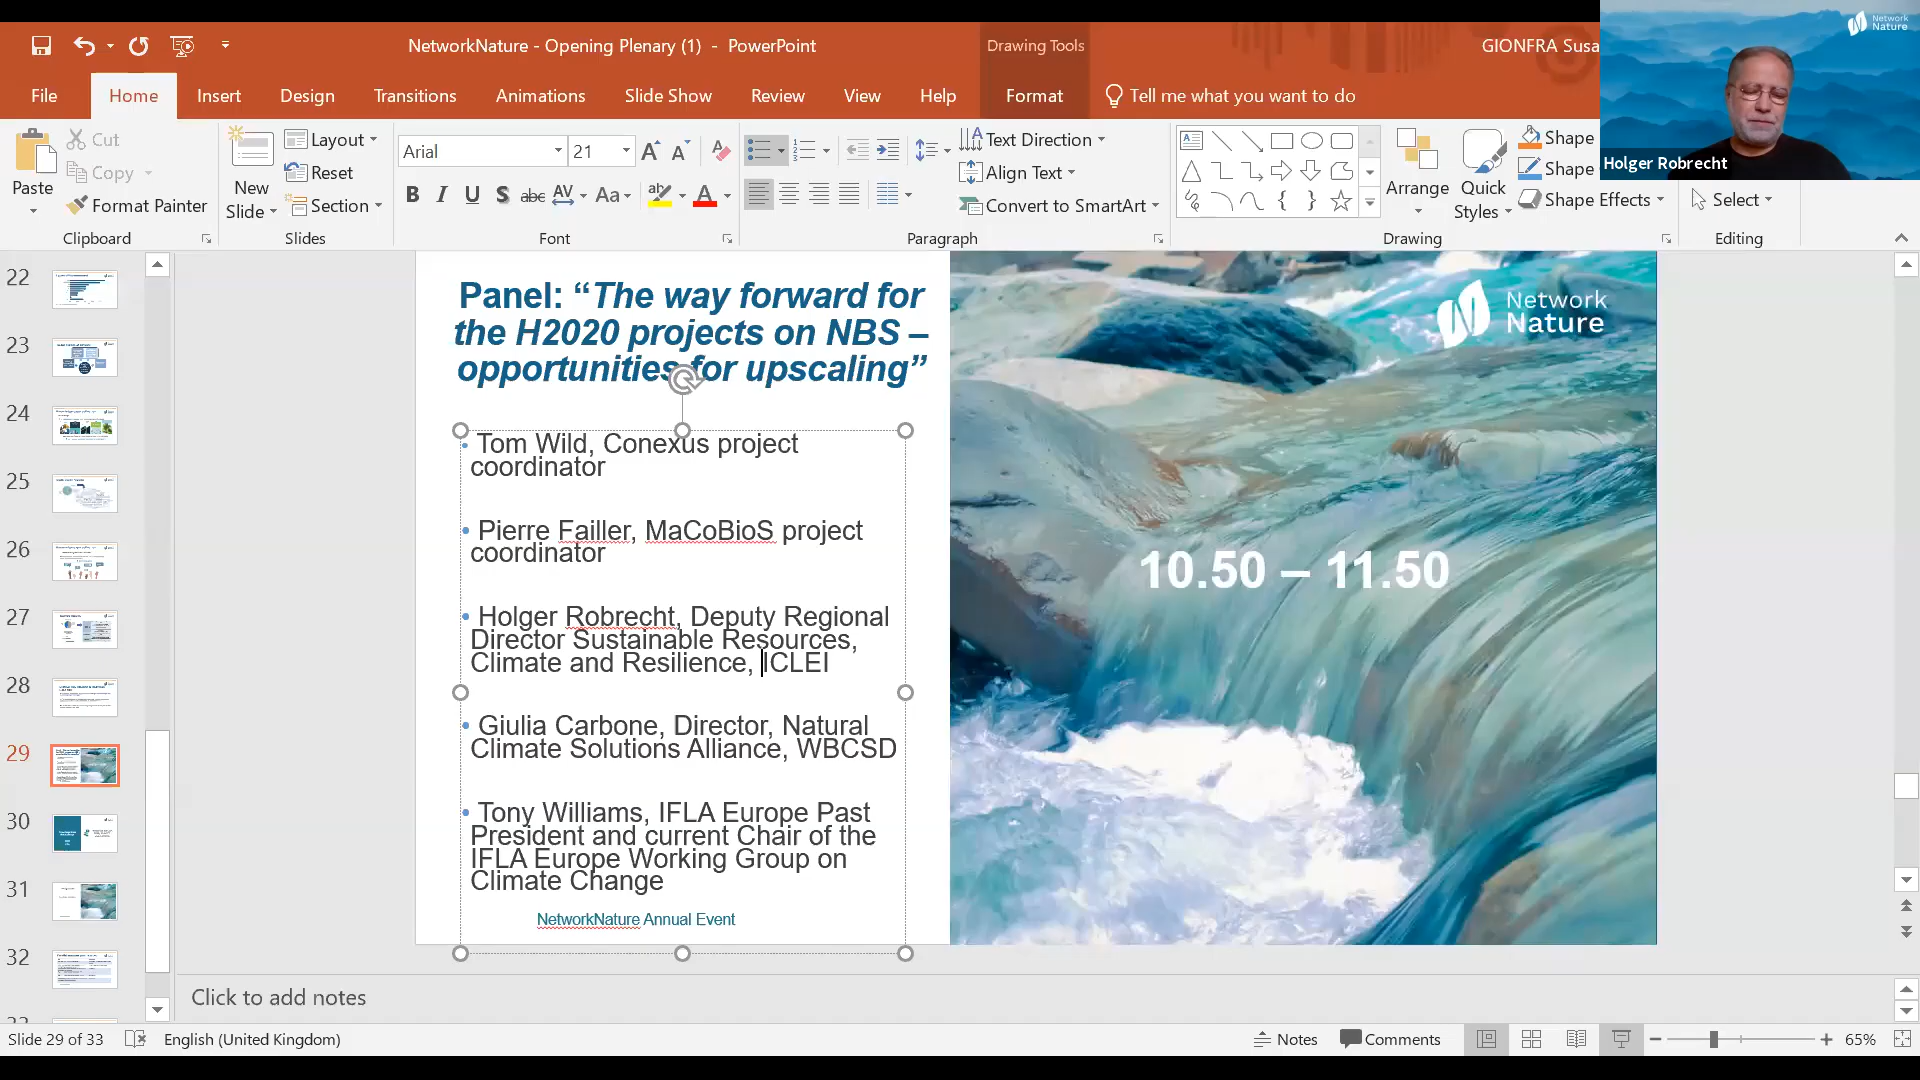 NetworkNature - Opening Plenary (1) - PowerPoint
Drawing Tools
GIONFRA Susa
Network
Nature
File
Home
Insert
Design
Transitions
Animations
Slide Show
Review
View
Help
Format
Tell me what you want to do
Paste
Cut
Copy
Format Painter
Clipboard
New
Slide
Layout
Reset
Section
Slides
Arial
21
B I U S abc AV Aa A
Font
Text Direction
Align Text
Convert to SmartArt
Paragraph
Arrange
Quick
Styles
Shape
Shape
Shape Effects
Drawing
Select
Editing
Holger Robrecht
22
23
24
25
26
27
28
29
30
31
32
Panel: “The way forward for
the H2020 projects on NBS –
opportunities for upscaling”
• Tom Wild, Conexus project
coordinator
• Pierre Failler, MaCoBioS project
coordinator
• Holger Robrecht, Deputy Regional
Director Sustainable Resources,
Climate and Resilience, ICLEI
• Giulia Carbone, Director, Natural
Climate Solutions Alliance, WBCSD
• Tony Williams, IFLA Europe Past
President and current Chair of the
IFLA Europe Working Group on
Climate Change
NetworkNature Annual Event
Network
Nature
10.50 – 11.50
Click to add notes
Slide 29 of 33
English (United Kingdom)
Notes
Comments
65%